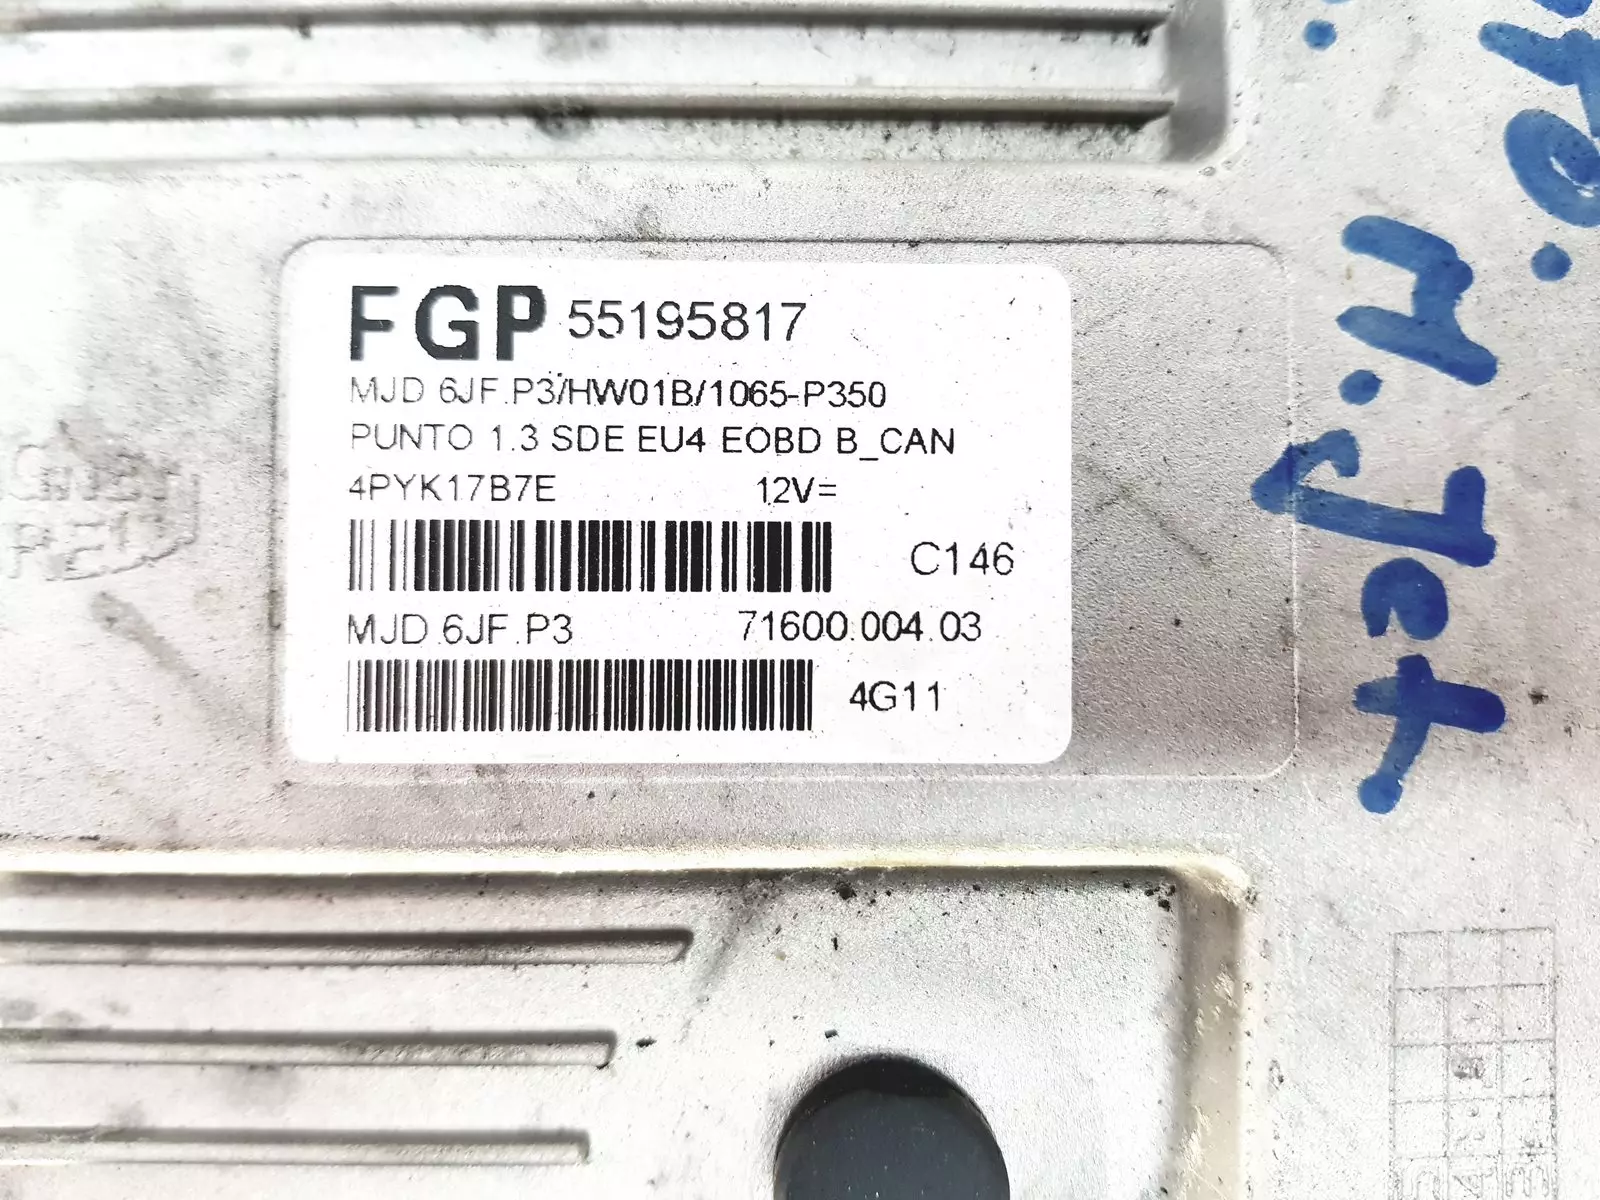 FGP 55195817
MJD 6JF.P3/HW01B/1065-P350
PUNTO 1.3 SDE EU4 EOBD B_CAN
4PYK17B7E 12V=
C146
MJD 6JF.P3 71600.004.03
4G11